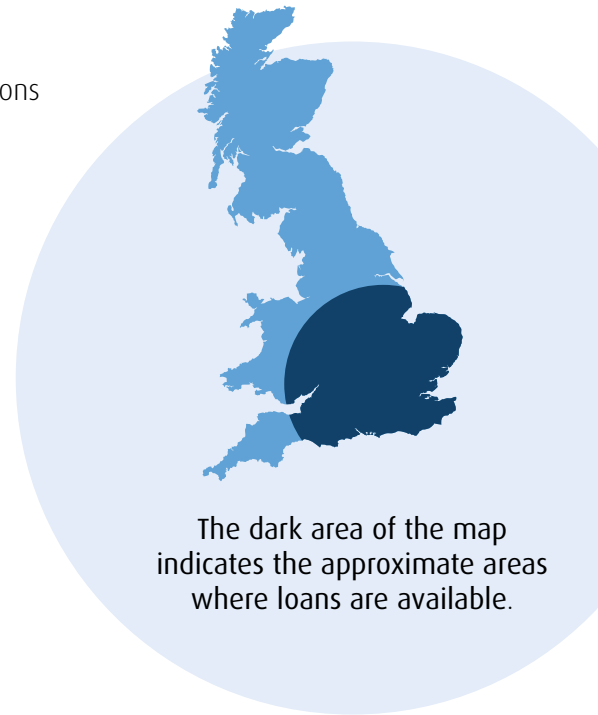 ons
The dark area of the map
indicates the approximate areas
where loans are available.